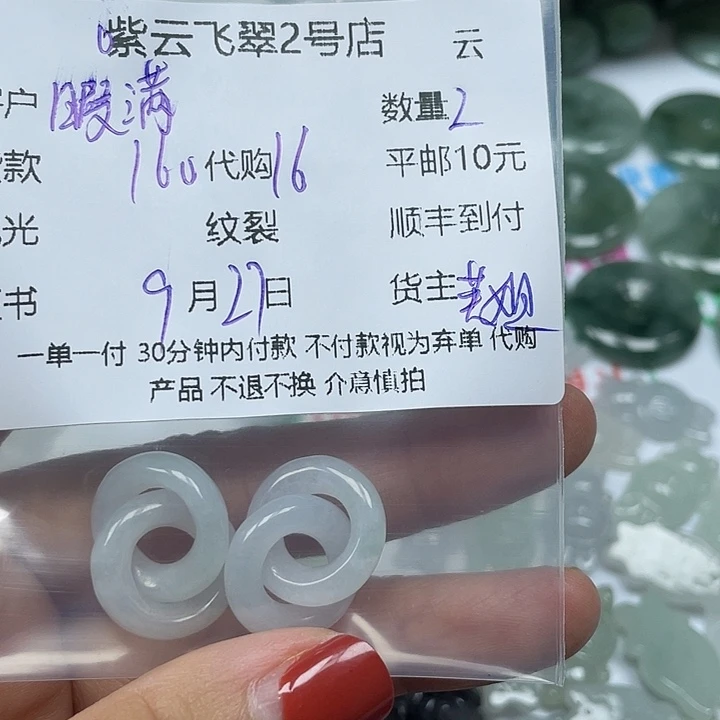 紫云飞翠2号店 云
户 暇满 数量 2
款 160 代购 16 平邮10元
光 纹裂 顺丰到付
书 9月27日 货主
一单一付 30分钟内付款 不付款视为弃单 代购
产品 不退不换 介意慎拍